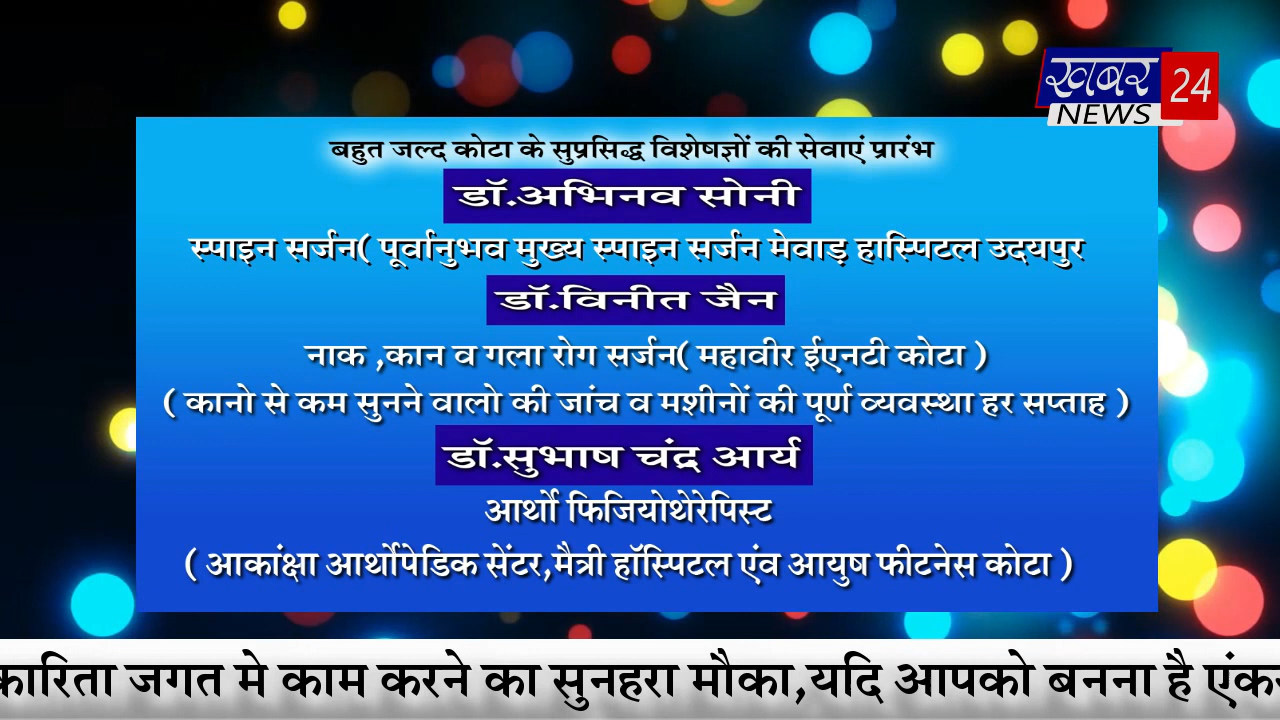 खबर 24
NEWS
बहुत जल्द कोटा के सुप्रसिद्ध विशेषज्ञों की सेवाएं प्रारंभ
डॉ.अभिनव सोनी
स्पाइन सर्जन( पूर्वानुभव मुख्य स्पाइन सर्जन मेवाड़ हास्पिटल उदयपुर
डॉ.विनीत जैन
नाक ,कान व गला रोग सर्जन( महावीर ईएनटी कोटा )
( कानो से कम सुनने वालो की जांच व मशीनों की पूर्ण व्यवस्था हर सप्ताह )
डॉ.सुभाष चंद्र आर्य
आर्थो फिजियोथेरेपिस्ट
( आकांक्षा आर्थोपेडिक सेंटर,मैत्री हॉस्पिटल एंव आयुष फीटनेस कोटा )
जगत मे काम करने का सुनहरा मौका,यदि आपको बनना है